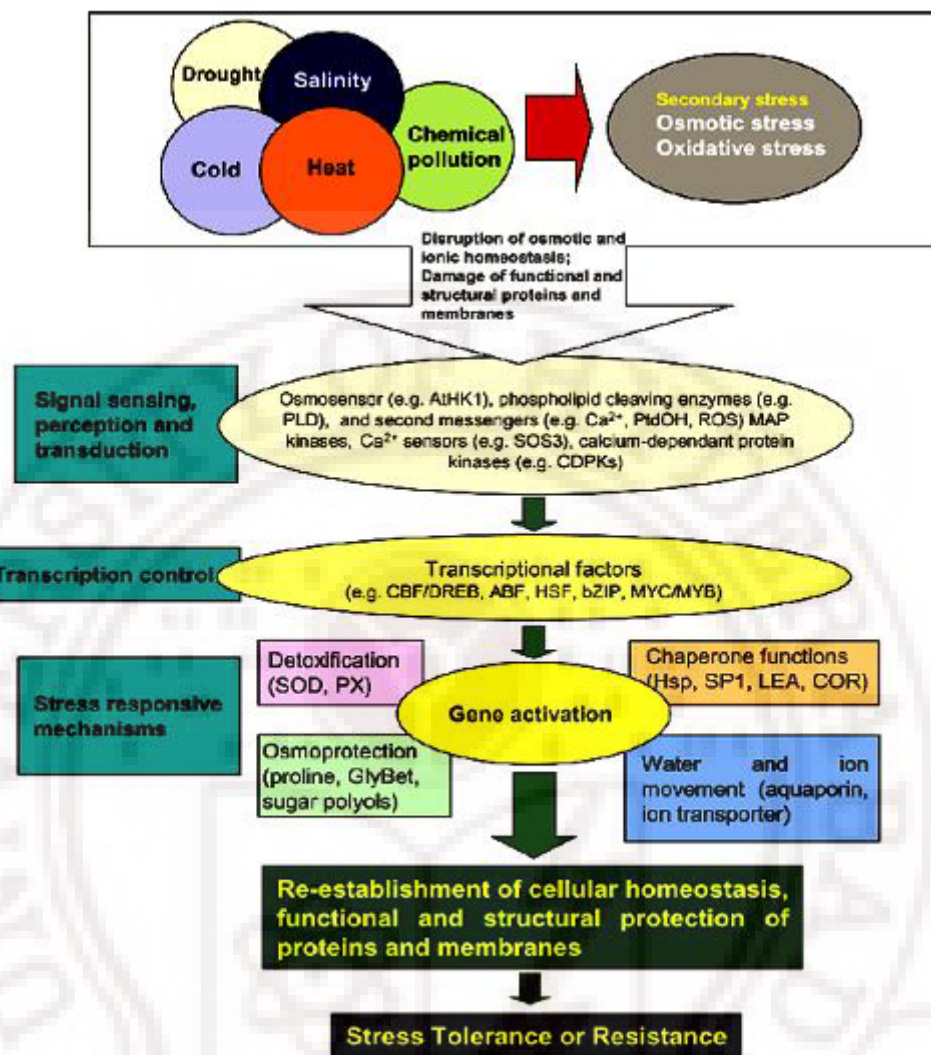 Drought
Salinity
Cold
Heat
Chemical
pollution
Secondary stress
Osmotic stress
Oxidative stress
Disruption of osmotic and
ionic homeostasis;
Damage of functional and
structural proteins and
membranes
Signal sensing,
perception and
transduction
Osmosensor (e.g. AtHK1), phospholipid cleaving enzymes (e.g.
PLD), and second messengers (e.g. Ca²⁺, PtdOH, ROS) MAP
kinases, Ca²⁺ sensors (e.g. SOS3), calcium-dependant protein
kinases (e.g. CDPKs)
Transcription control
Transcriptional factors
(e.g. CBF/DREB, ABF, HSF, bZIP, MYC/MYB)
Stress responsive
mechanisms
Detoxification
(SOD, PX)
Chaperone functions
(Hsp, SP1, LEA, COR)
Gene activation
Osmoprotection
(proline, GlyBet,
sugar polyols)
Water and ion
movement (aquaporin,
ion transporter)
Re-establishment of cellular homeostasis,
functional and structural protection of
proteins and membranes
Stress Tolerance or Resistance